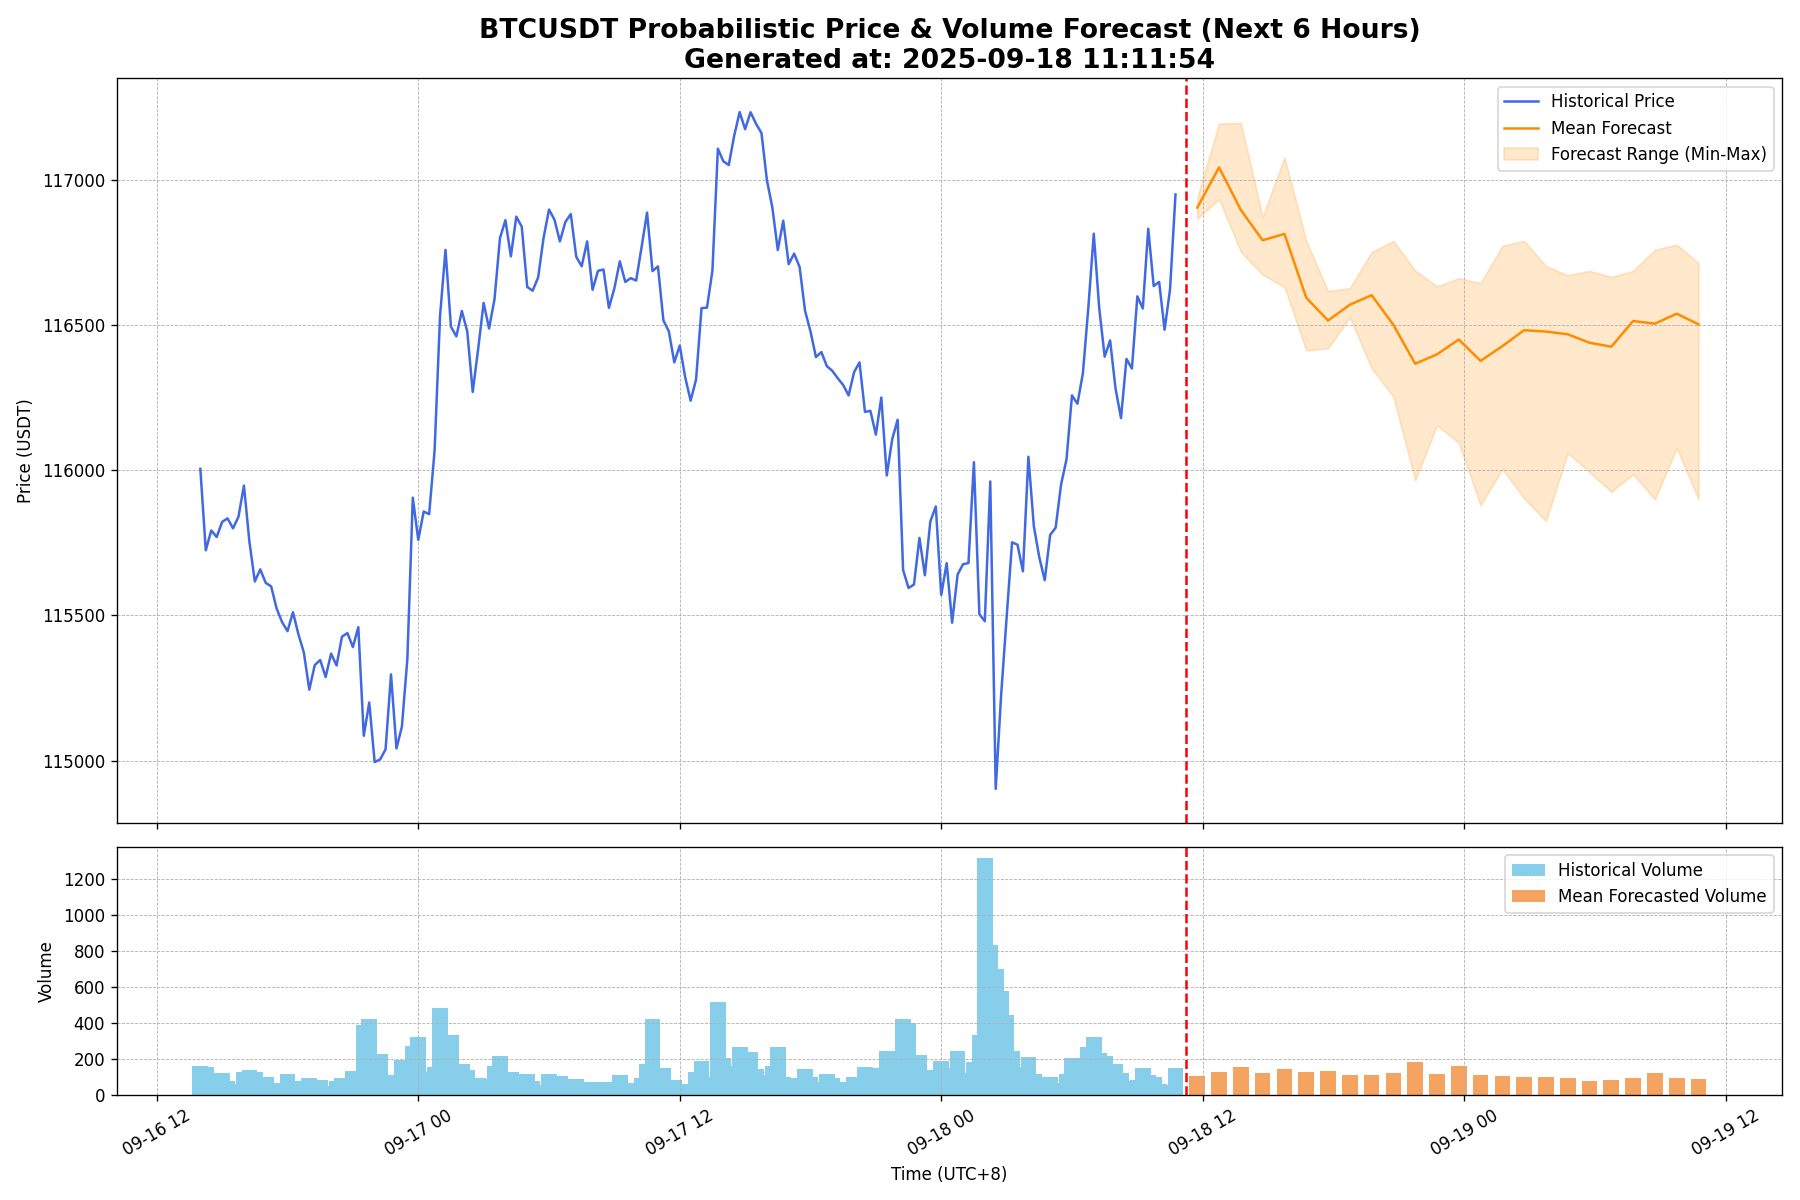 BTCUSDT Probabilistic Price & Volume Forecast (Next 6 Hours)
Generated at: 2025-09-18 11:11:54
Historical Price
Mean Forecast
Forecast Range (Min-Max)
Price (USDT)
117000
116500
116000
115500
115000
Historical Volume
Mean Forecasted Volume
Volume
1200
1000
800
600
400
200
0
09-16 12
09-17 00
09-17 12
09-18 00
09-18 12
09-19 00
09-19 12
Time (UTC+8)